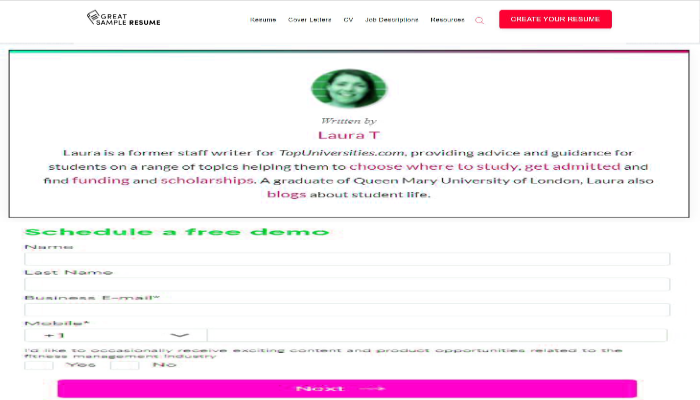 GREAT
SAMPLE RESUME
Resume Cover Letters CV Job Descriptions Resources CREATE YOUR RESUME
Written by
Laura T
Laura is a former staff writer for TopUniversities.com, providing advice and guidance for
students on a range of topics helping them to choose where to study, get admitted and
find funding and scholarships. A graduate of Queen Mary University of London, Laura also
blogs about student life.
Schedule a free demo
Name
Last Name
Business E-mail*
Mobile*
+1
I'd like to occasionally receive exciting content and product opportunities related to the
fitness management industry
Yes No
Next →